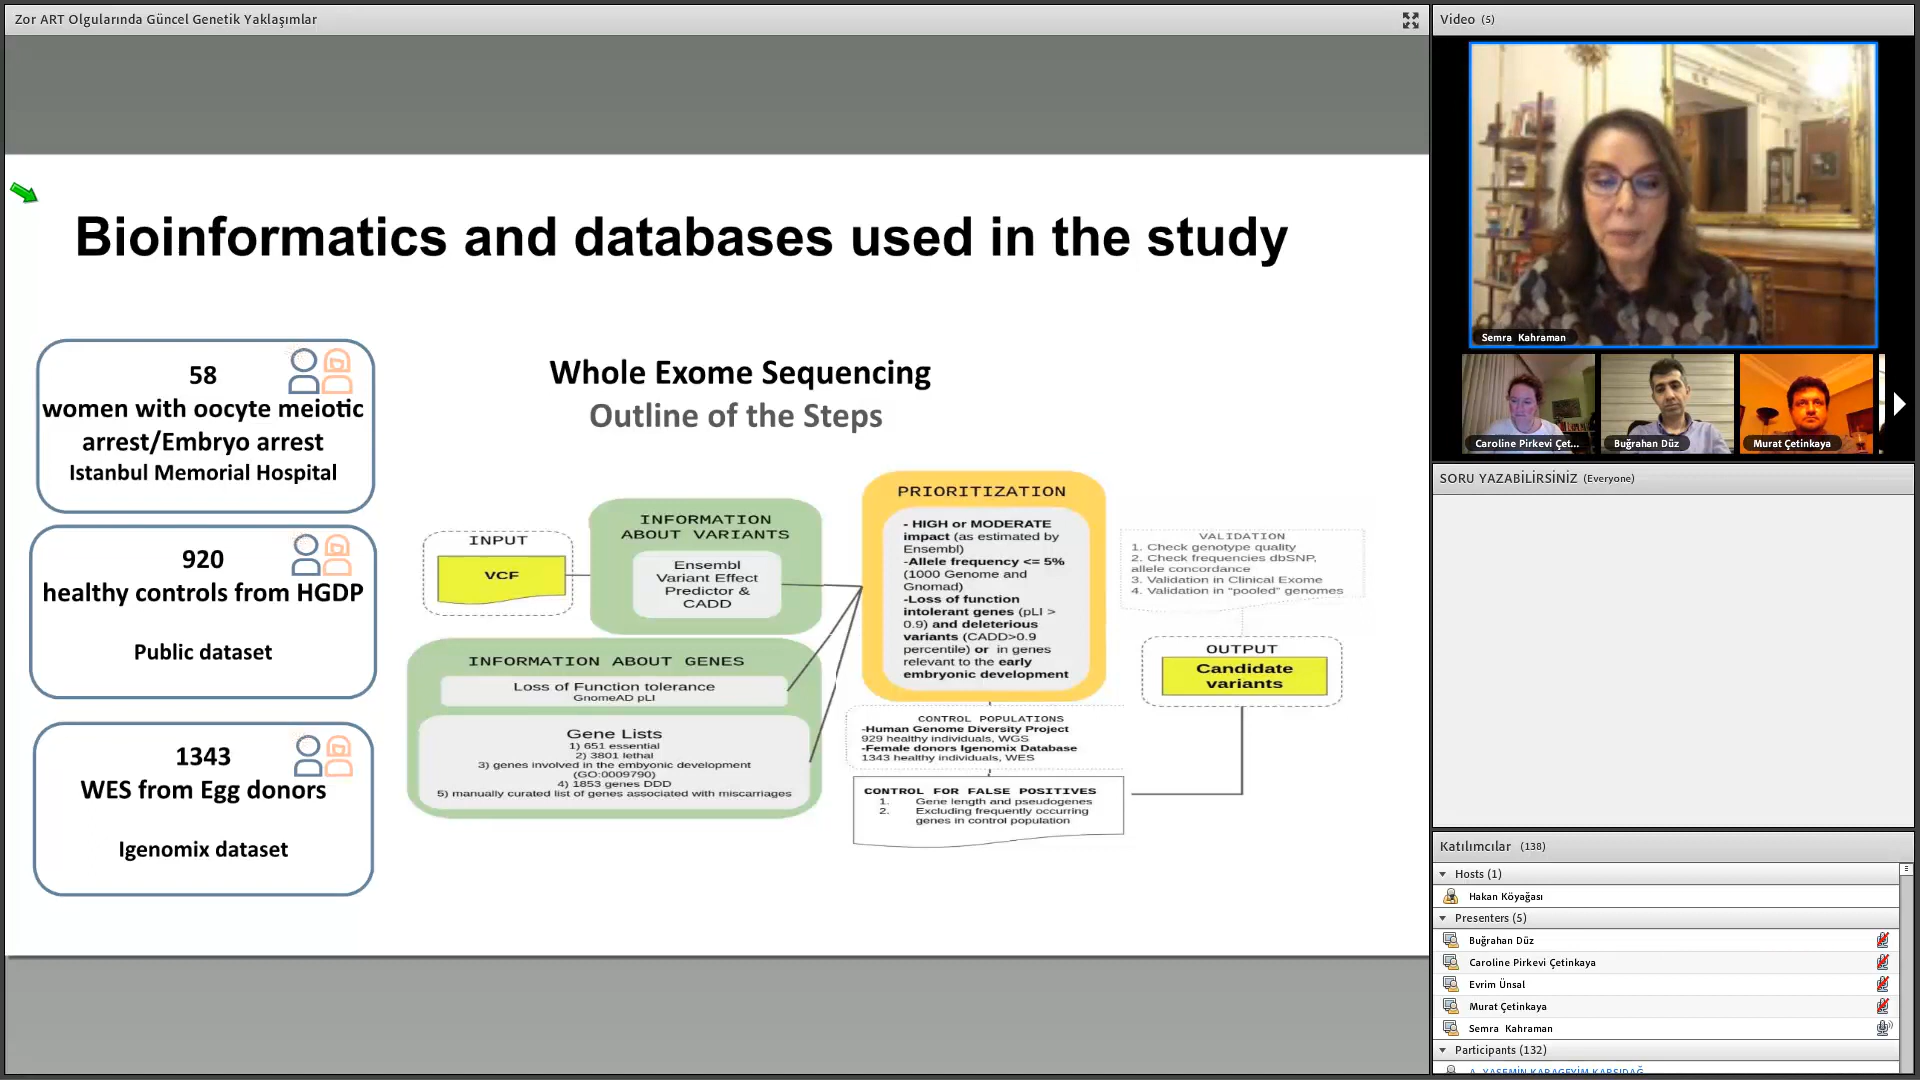 Zor ART Olgularında Güncel Genetik Yaklaşımlar
Bioinformatics and databases used in the study
58
women with oocyte meiotic
arrest/Embryo arrest
Istanbul Memorial Hospital
920
healthy controls from HGDP
Public dataset
1343
WES from Egg donors
Igenomix dataset
Whole Exome Sequencing
Outline of the Steps
INPUT
VCF
INFORMATION
ABOUT VARIANTS
Ensembl
Variant Effect
Predictor &
CADD
INFORMATION ABOUT GENES
Loss of Function tolerance
GnomeAD pLI
Gene Lists
1) 651 essential
2) 3801 lethal
3) genes involved in the embyonic development
(GO:0009790)
4) 1853 genes DDD
5) manually curated list of genes associated with miscarriages
PRIORITIZATION
- HIGH or MODERATE
impact (as estimated by
Ensembl)
-Allele frequency <= 5%
(1000 Genome and
Gnomad)
-Loss of function
intolerant genes (pLI >
0.9) and deleterious
variants (CADD>0.9
percentile) or in genes
relevant to the early
embryonic development
CONTROL POPULATIONS
-Human Genome Diversity Project
929 healthy individuals, WGS
-Female donors Igenomix Database
1343 healthy individuals, WES
CONTROL FOR FALSE POSITIVES
1. Gene length and pseudogenes
2. Excluding frequently occurring
genes in control population
VALIDATION
1. Check genotype quality
2. Check frequencies dbSNP,
allele concordance
3. Validation in Clinical Exome
4. Validation in "pooled" genomes
OUTPUT
Candidate
variants
Video (5)
Semra Kahraman
Caroline Pirkevi Çet...
Buğrahan Düz
Murat Çetinkaya
SORU YAZABİLİRSİNİZ (Everyone)
Katılımcılar (138)
Hosts (1)
Hakan Köyağası
Presenters (5)
Buğrahan Düz
Caroline Pirkevi Çetinkaya
Evrim Ünsal
Murat Çetinkaya
Semra Kahraman
Participants (132)